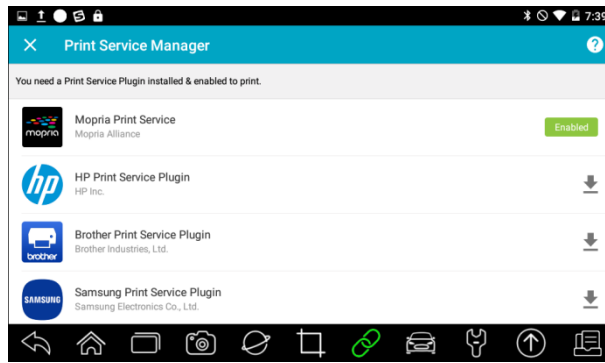 7:39
Print Service Manager
?
You need a Print Service Plugin installed & enabled to print.
mopria
Mopria Print Service
Mopria Alliance
Enabled
hp
HP Print Service Plugin
HP Inc.
brother
Brother Print Service Plugin
Brother Industries, Ltd.
SAMSUNG
Samsung Print Service Plugin
Samsung Electronics Co., Ltd.